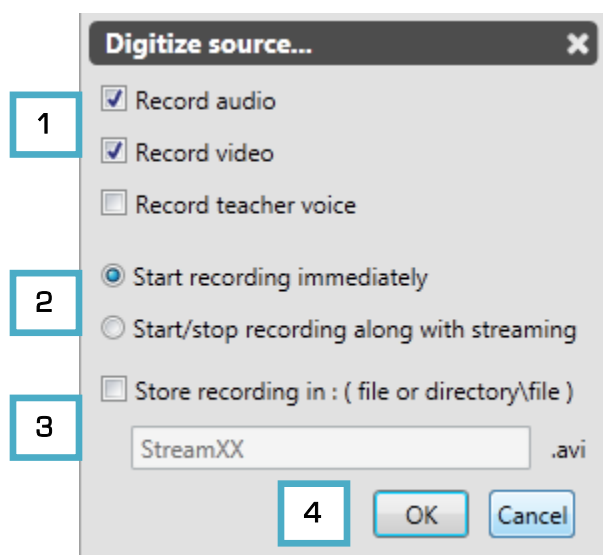 Digitize source...
1
Record audio
Record video
Record teacher voice
2
Start recording immediately
Start/stop recording along with streaming
3
Store recording in : ( file or directory\file )
StreamXX .avi
4 OK Cancel